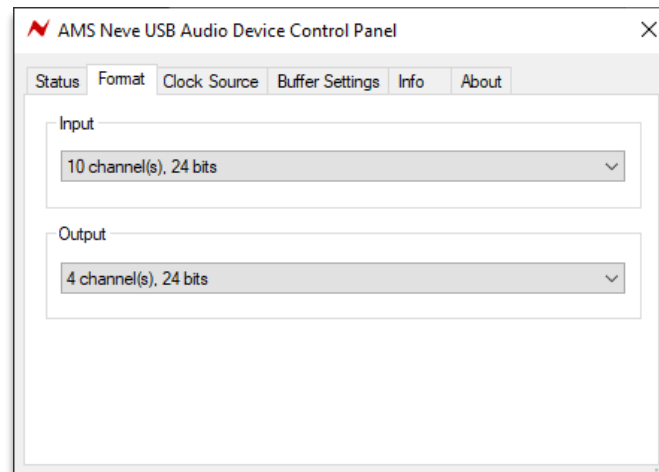 AMS Neve USB Audio Device Control Panel
Status Format Clock Source Buffer Settings Info About
Input
10 channel(s), 24 bits
Output
4 channel(s), 24 bits